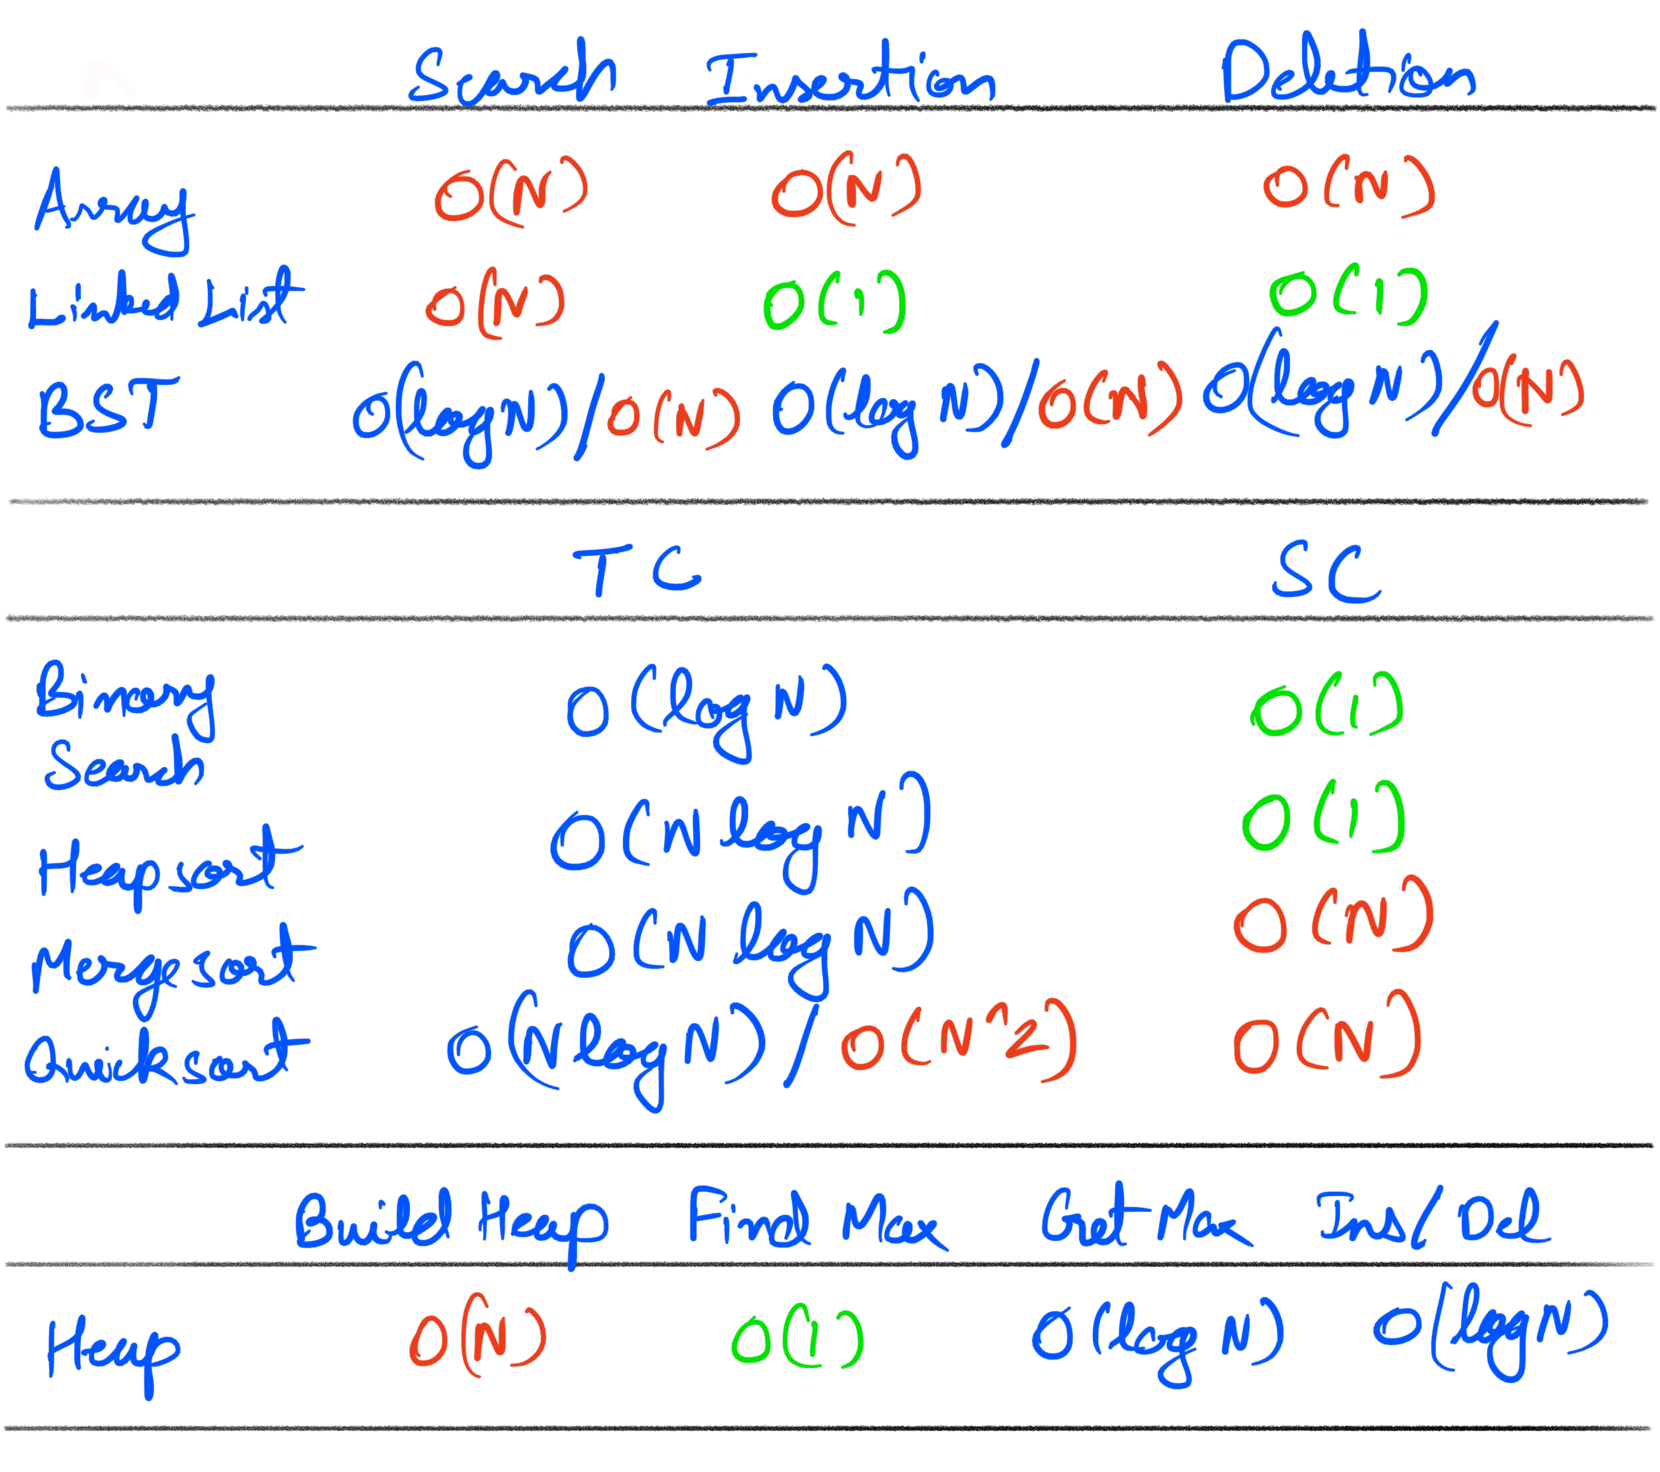 Search Insertion Deletion
Array O(N) O(N) O(N)
Linked List O(N) O(1) O(1)
BST O(log N)/O(N) O(log N)/O(N) O(log N)/O(N)
TC SC
Binary
Search O(log N) O(1)
Heapsort O(N log N) O(1)
Mergesort O(N log N) O(N)
Quicksort O(N log N) / O(N^2) O(N)
Build Heap Find Max Get Max Ins/Del
Heap O(N) O(1) O(log N) O(log N)